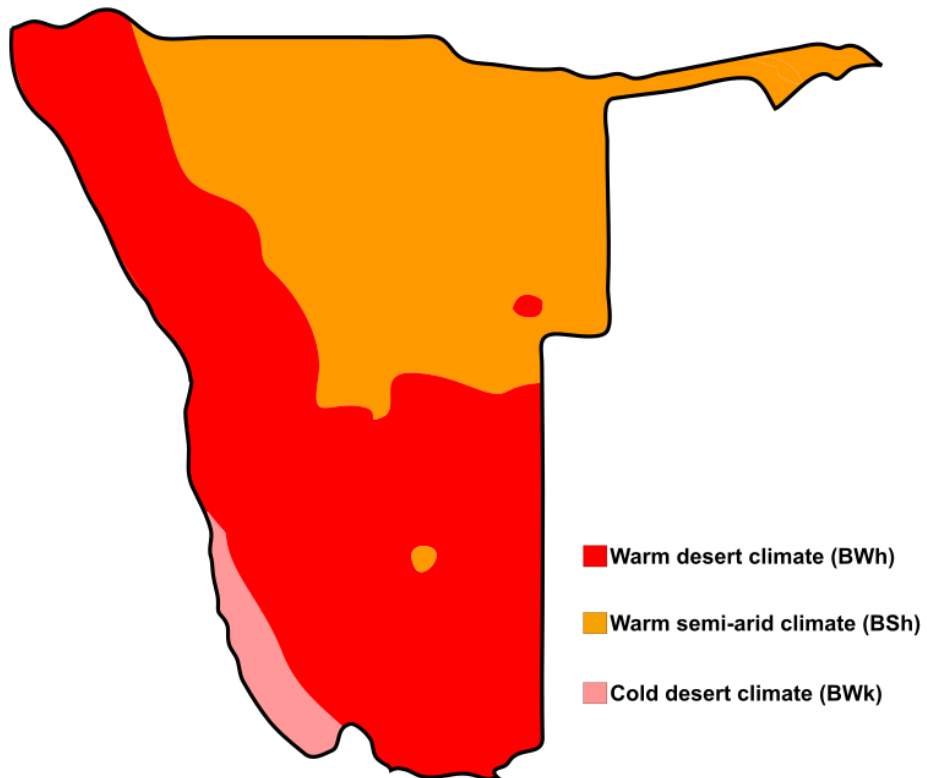 Warm desert climate (BWh)
Warm semi-arid climate (BSh)
Cold desert climate (BWk)